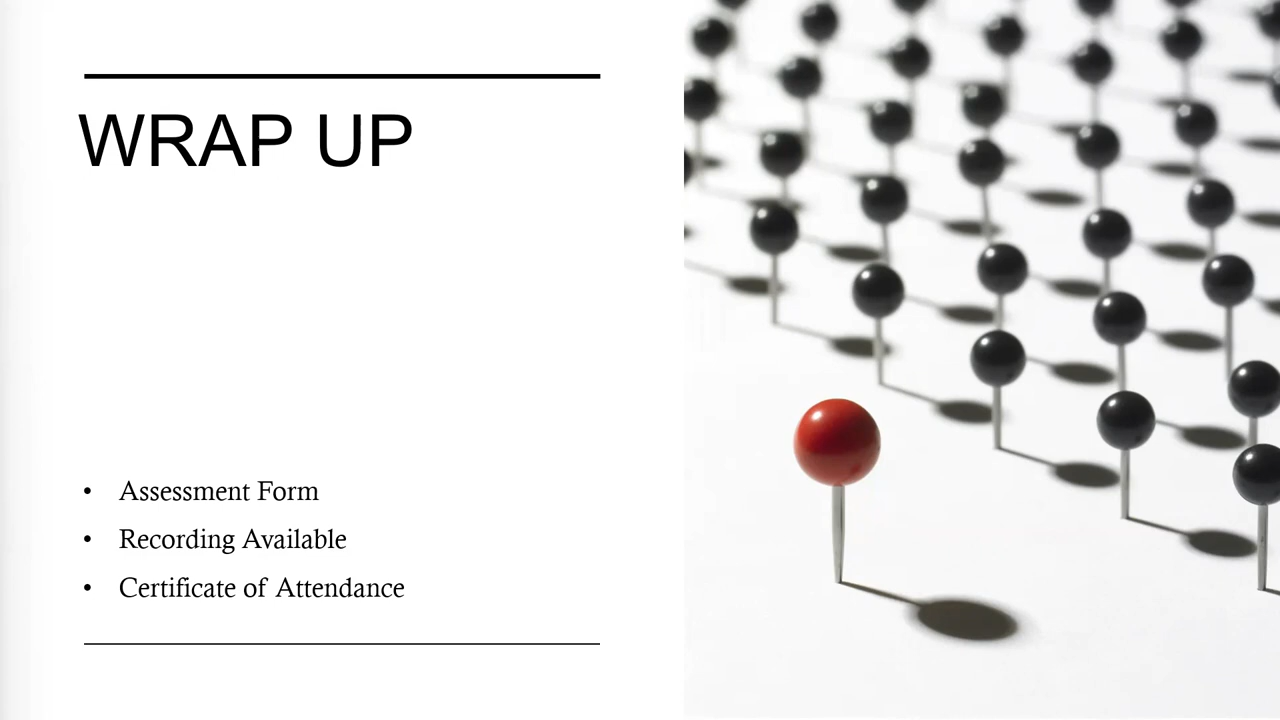 WRAP UP
• Assessment Form
• Recording Available
• Certificate of Attendance